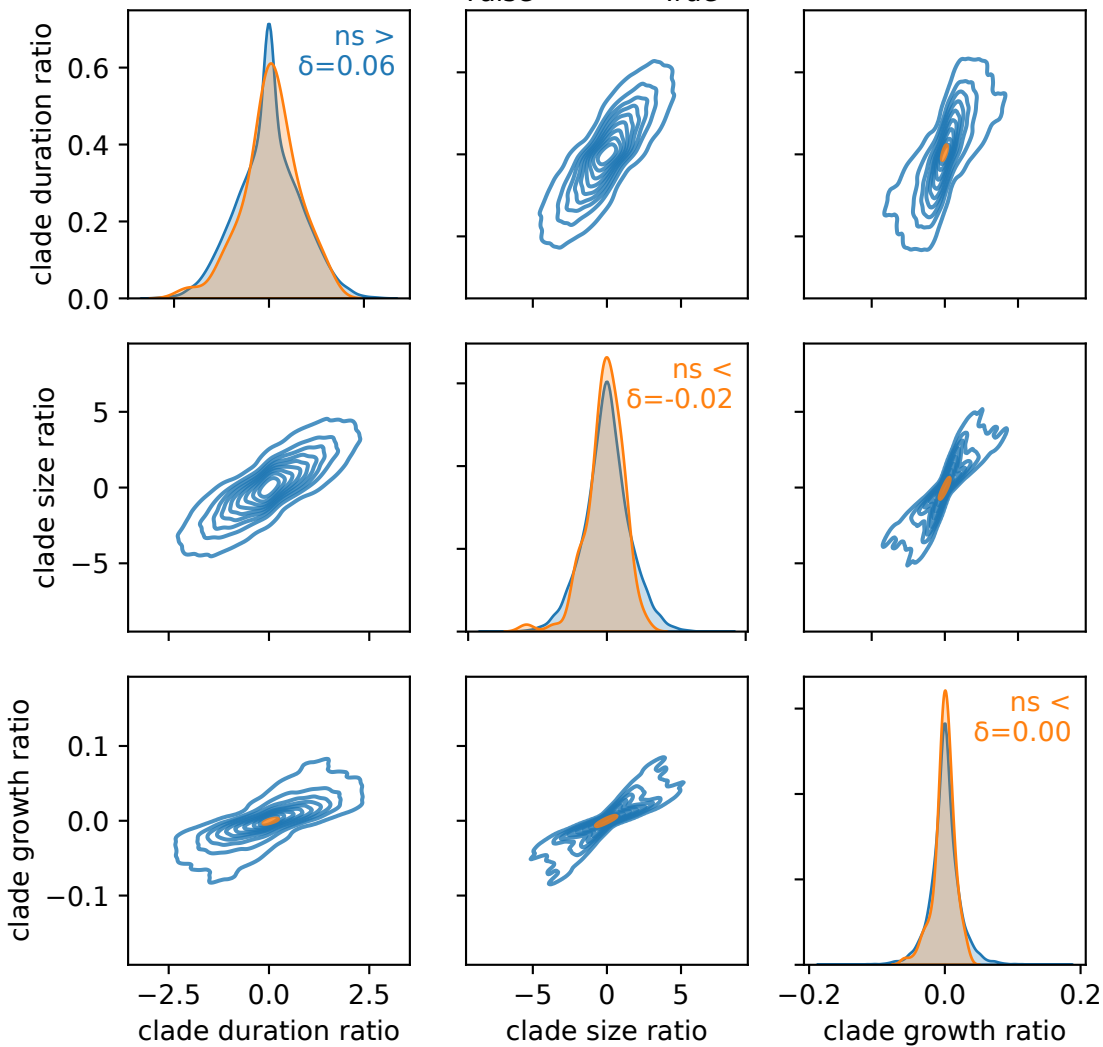 clade duration ratio
0.6
0.4
0.2
0.0
ns >
δ=0.06
clade size ratio
5
0
−5
ns <
δ=-0.02
clade growth ratio
0.1
0.0
−0.1
ns <
δ=0.00
−2.5 0.0 2.5
−5 0 5
−0.2 0.0 0.2
clade duration ratio
clade size ratio
clade growth ratio